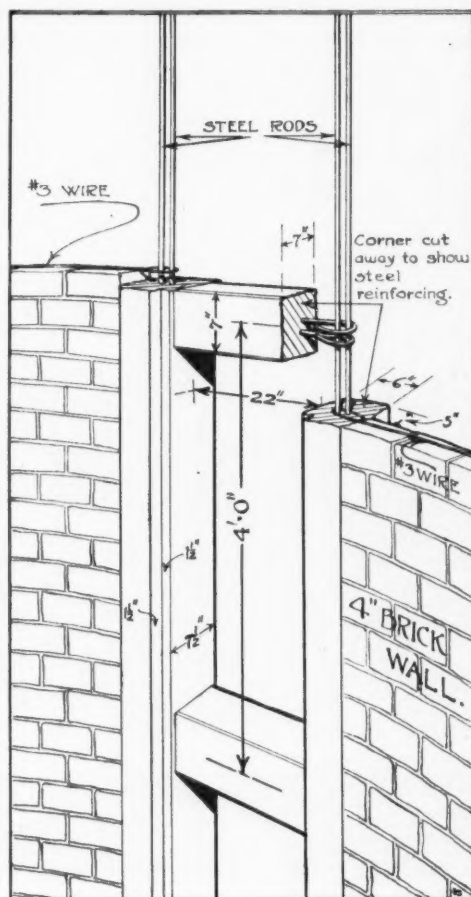 STEEL RODS
#3 WIRE
7"
Corner cut
away to show
steel
reinforcing.
7"
6"
22"
5"
#3 WIRE
4'-0"
1½"
1½"
7½"
4" BRICK
WALL.